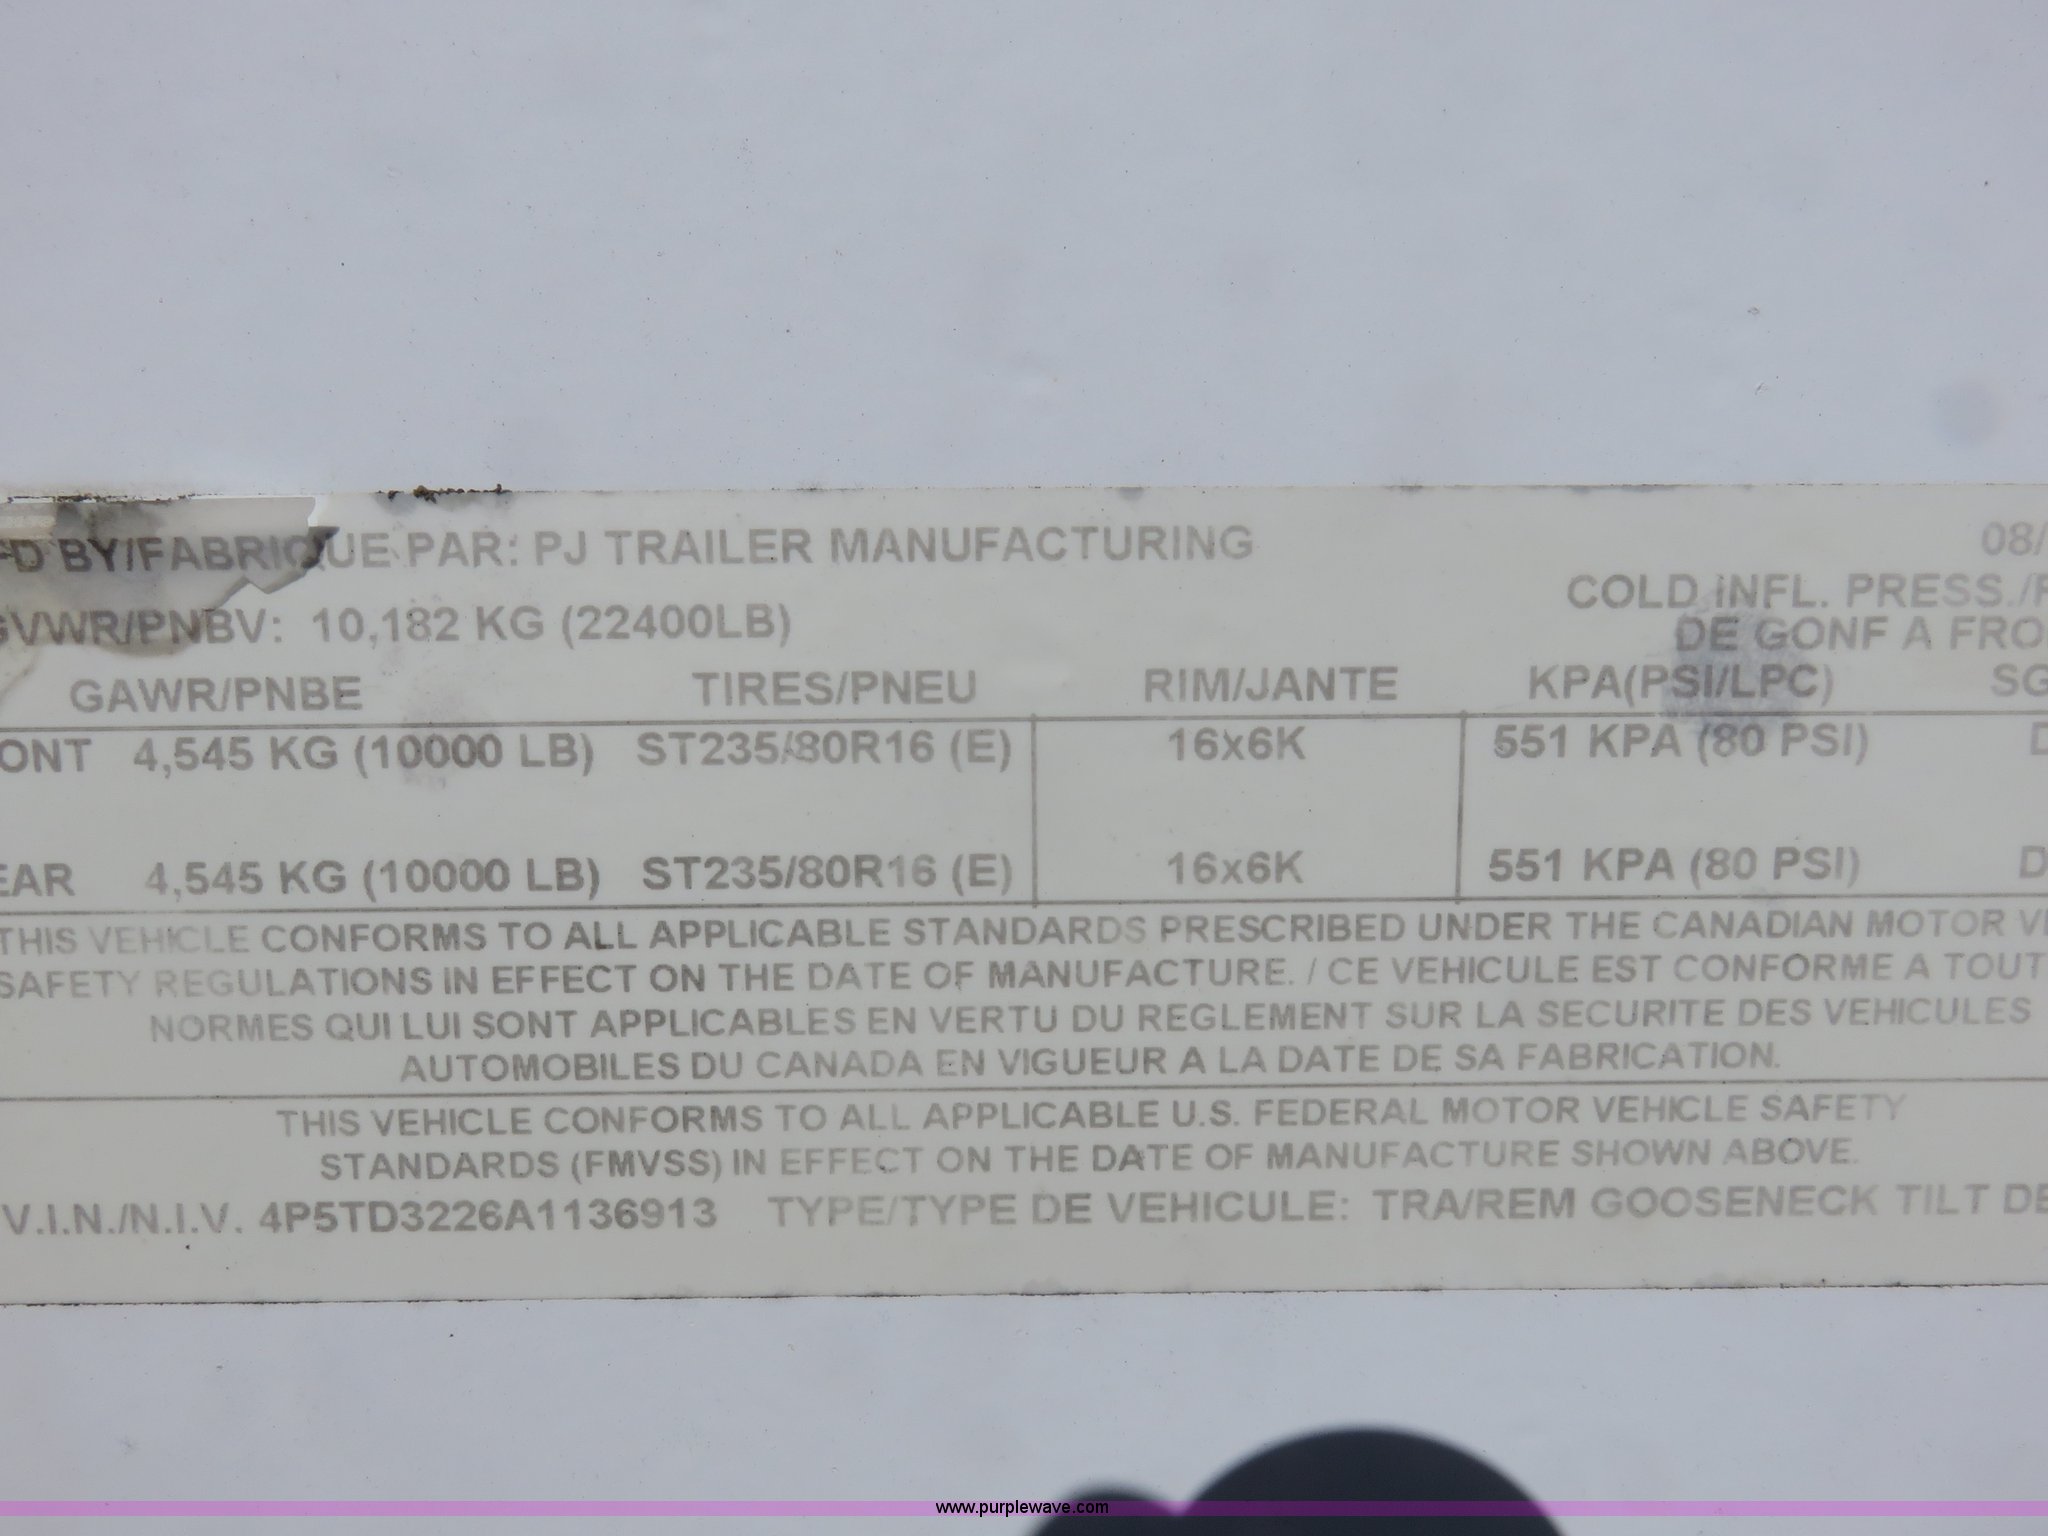 FD BY/FABRIQUE PAR: PJ TRAILER MANUFACTURING 08/
COLD INFL. PRESS./P
GVWR/PNBV: 10,182 KG (22400LB) DE GONF A FRO
GAWR/PNBE TIRES/PNEU RIM/JANTE KPA(PSI/LPC) SG
ONT 4,545 KG (10000 LB) ST235/80R16 (E) 16x6K 551 KPA (80 PSI) D
EAR 4,545 KG (10000 LB) ST235/80R16 (E) 16x6K 551 KPA (80 PSI) D
THIS VEHICLE CONFORMS TO ALL APPLICABLE STANDARDS PRESCRIBED UNDER THE CANADIAN MOTOR VE
SAFETY REGULATIONS IN EFFECT ON THE DATE OF MANUFACTURE. / CE VEHICULE EST CONFORME A TOUT
NORMES QUI LUI SONT APPLICABLES EN VERTU DU REGLEMENT SUR LA SECURITE DES VEHICULES
AUTOMOBILES DU CANADA EN VIGUEUR A LA DATE DE SA FABRICATION.
THIS VEHICLE CONFORMS TO ALL APPLICABLE U.S. FEDERAL MOTOR VEHICLE SAFETY
STANDARDS (FMVSS) IN EFFECT ON THE DATE OF MANUFACTURE SHOWN ABOVE.
V.I.N./N.I.V. 4P5TD3226A1136913 TYPE/TYPE DE VEHICULE: TRA/REM GOOSENECK TILT DE
www.purplewave.com